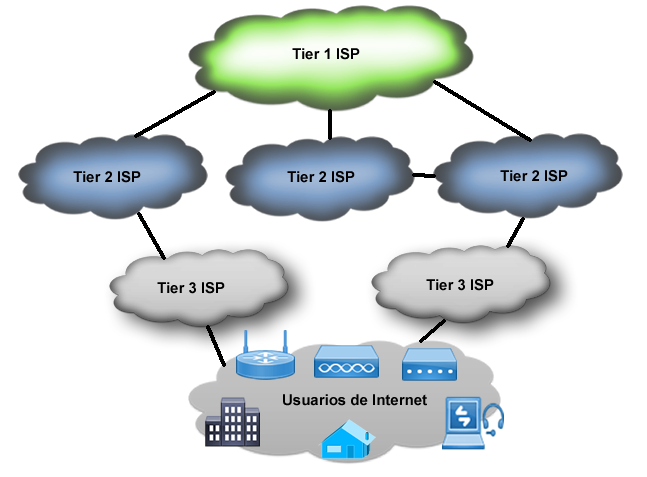 Tier 1 ISP
Tier 2 ISP
Tier 2 ISP
Tier 2 ISP
Tier 3 ISP
Tier 3 ISP
Usuarios de Internet